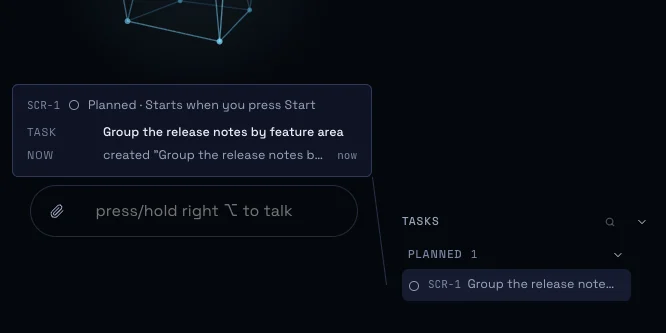 SCR-1 Planned · Starts when you press Start
TASK Group the release notes by feature area
NOW created "Group the release notes b... now
press/hold right ⌥ to talk
TASKS
PLANNED 1
SCR-1 Group the release note...